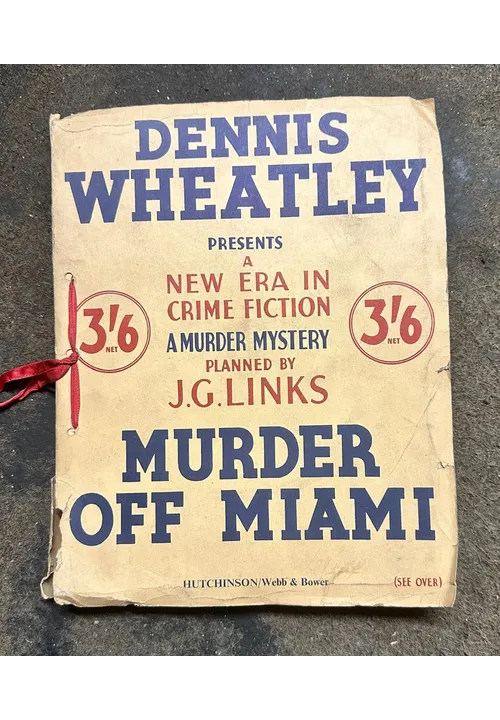 DENNIS
WHEATLEY
PRESENTS
A
NEW ERA IN
CRIME FICTION
A MURDER MYSTERY
PLANNED BY
J.G. LINKS
3'/6
NET
3'/6
NET
MURDER
OFF MIAMI
HUTCHINSON/Webb & Bower
(SEE OVER)